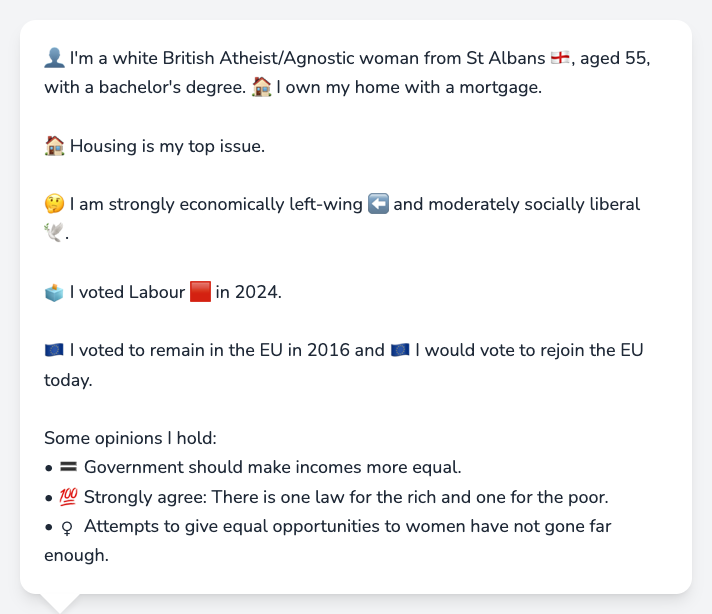 👤 I'm a white British Atheist/Agnostic woman from St Albans 🏴󠁧󠁢󠁥󠁮󠁧󠁿, aged 55,
with a bachelor's degree. 🏠 I own my home with a mortgage.
🏠 Housing is my top issue.
🤔 I am strongly economically left-wing ⬅️ and moderately socially liberal
🕊️.
🗳️ I voted Labour 🟥 in 2024.
🇪🇺 I voted to remain in the EU in 2016 and 🇪🇺 I would vote to rejoin the EU
today.
Some opinions I hold:
• 🟰 Government should make incomes more equal.
• 💯 Strongly agree: There is one law for the rich and one for the poor.
• ♀ Attempts to give equal opportunities to women have not gone far
enough.